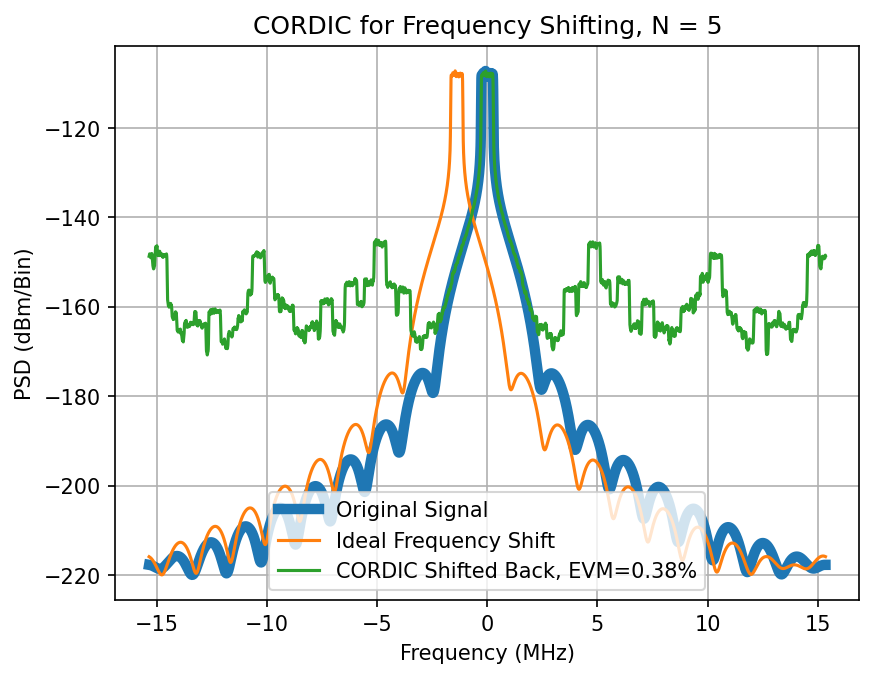 CORDIC for Frequency Shifting, N = 5
PSD (dBm/Bin)
−120
−140
−160
−180
−200
−220
Original Signal
Ideal Frequency Shift
CORDIC Shifted Back, EVM=0.38%
−15
−10
−5
0
5
10
15
Frequency (MHz)